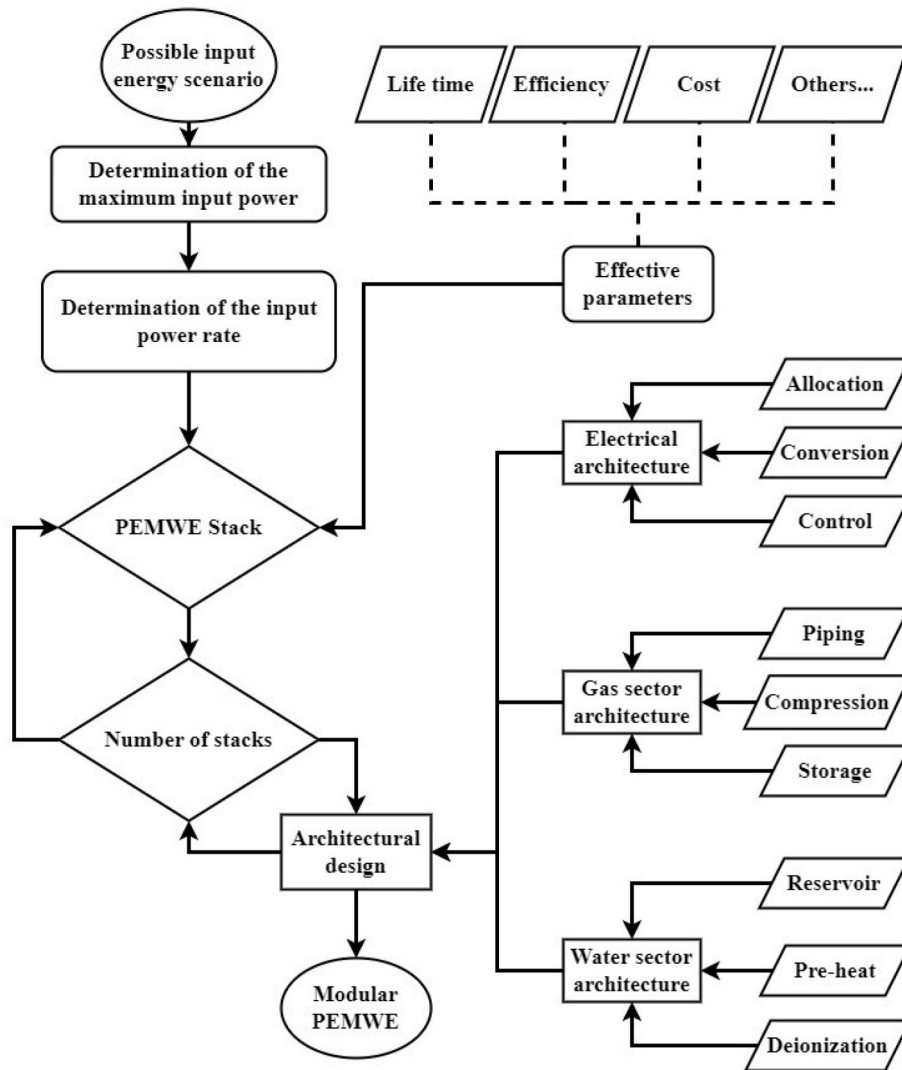 Possible input
energy scenario
Life time
Efficiency
Cost
Others...
Determination of the
maximum input power
Effective
parameters
Determination of the input
power rate
Allocation
Electrical
architecture
Conversion
Control
PEMWE Stack
Piping
Gas sector
architecture
Compression
Storage
Number of stacks
Architectural
design
Reservoir
Water sector
architecture
Pre-heat
Deionization
Modular
PEMWE